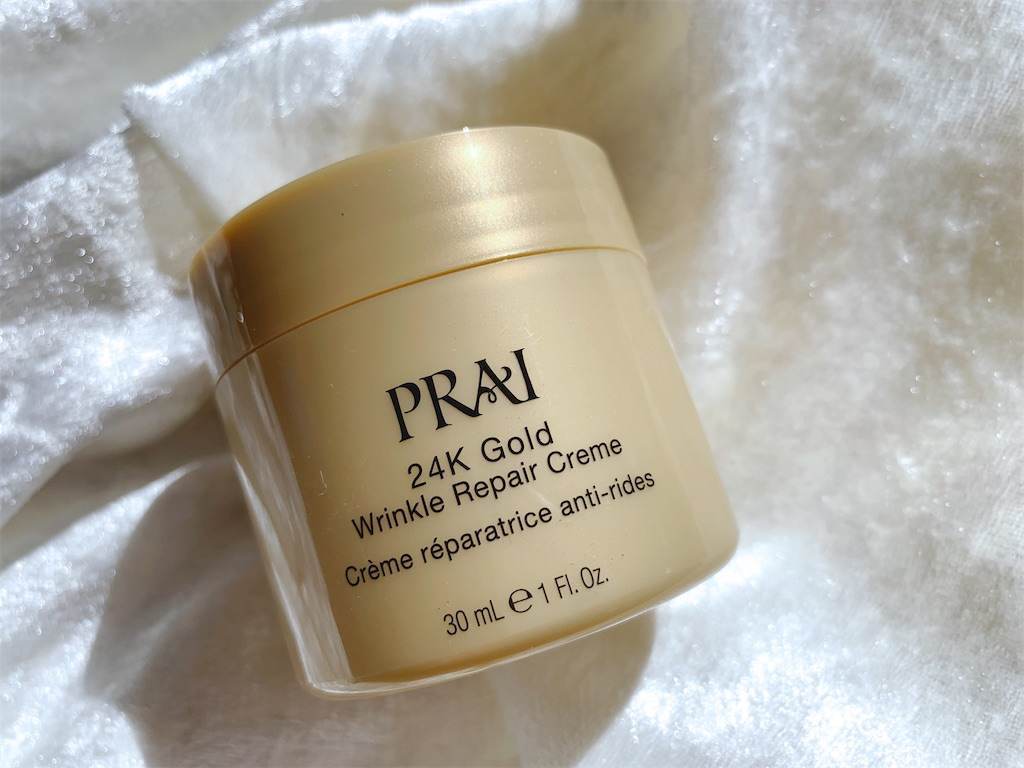 PRAI
24K Gold
Wrinkle Repair Creme
Crème réparatrice anti-rides
30 mL ℮ 1 Fl. Oz.